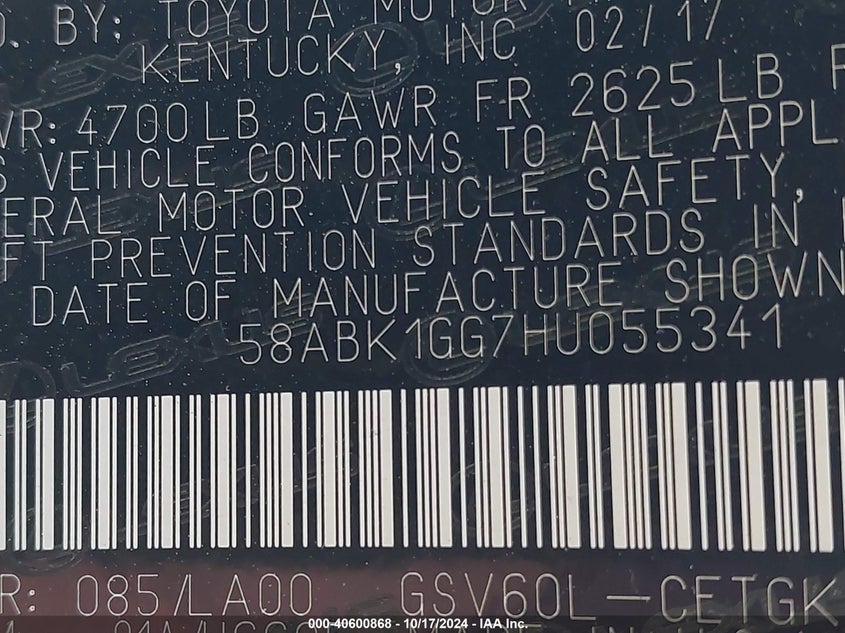 BY: TOYOTA MOTOR
KENTUCKY, INC 02/17
WR: 4700LB GAWR FR 2625LB
VEHICLE CONFORMS TO ALL APPL
ERAL MOTOR VEHICLE SAFETY,
FT PREVENTION STANDARDS IN
DATE OF MANUFACTURE SHOWN
58ABK1GG7HU055341
R: 085/LA00 GSV60L-CETGK
000-40600868 - 10/17/2024 - IAA Inc.